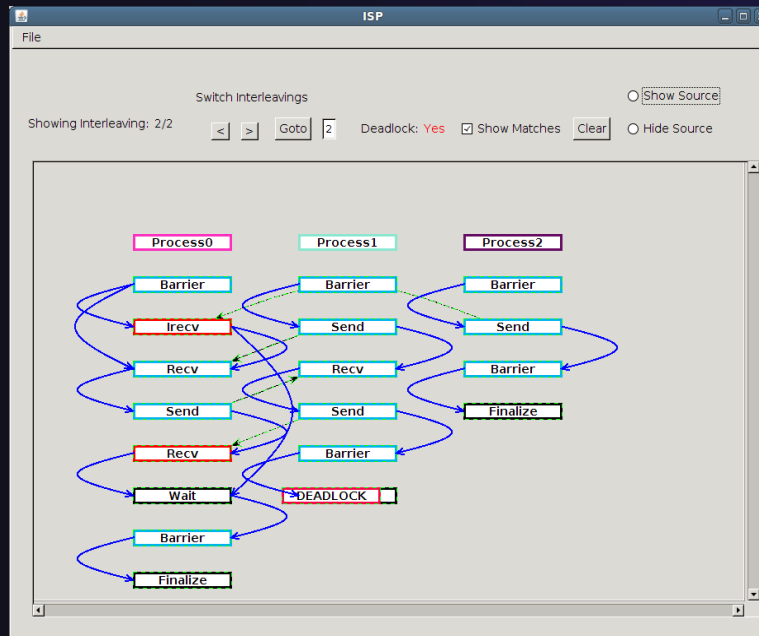 ISP
File
Switch Interleavings
Show Source
Showing Interleaving: 2/2
< > Goto 2
Deadlock: Yes
Show Matches
Clear
Hide Source
Process0 Process1 Process2
Barrier Barrier Barrier
Irecv Send Send
Recv Recv Barrier
Send Send Finalize
Recv Barrier
Wait DEADLOCK
Barrier
Finalize